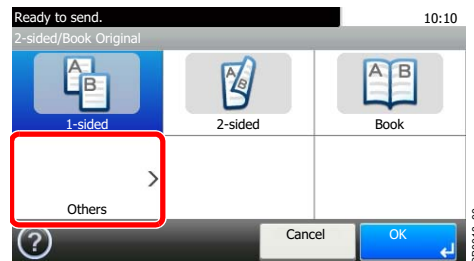 Ready to send.
10:10
2-sided/Book Original
A
B
A
B
A B
1-sided
2-sided
Book
Others
?
Cancel
OK